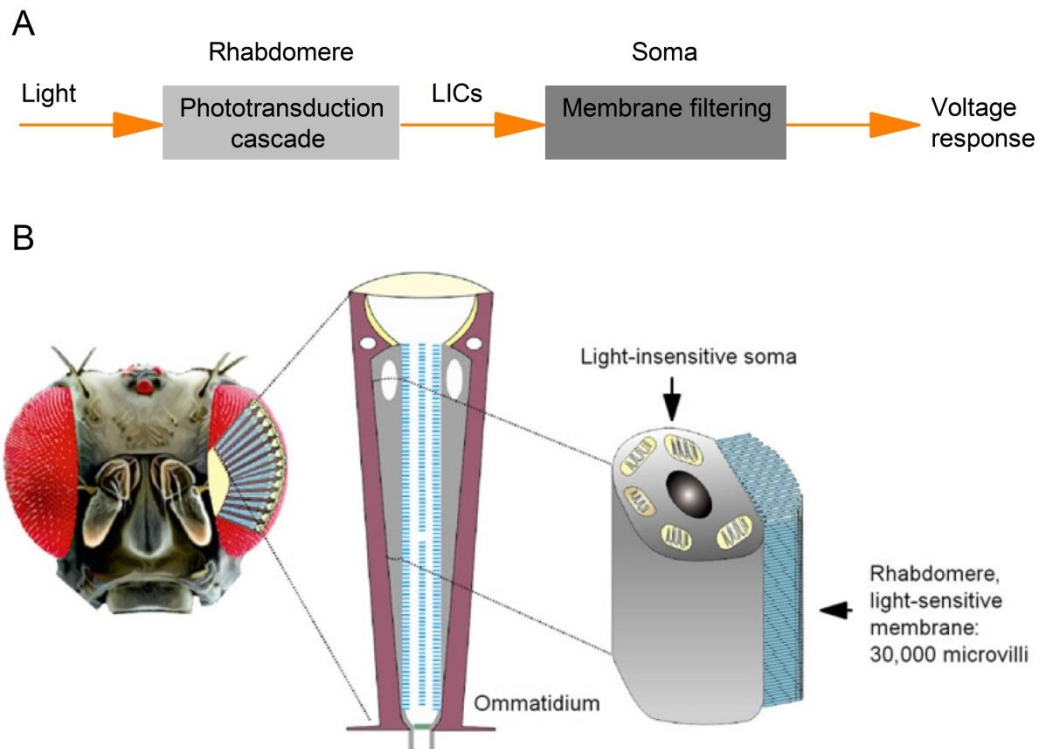 A
Rhabdomere
Soma
Light
LICs
Phototransduction
cascade
Membrane filtering
Voltage
response
B
Light-insensitive soma
Rhabdomere,
light-sensitive
membrane:
30,000 microvilli
Ommatidium